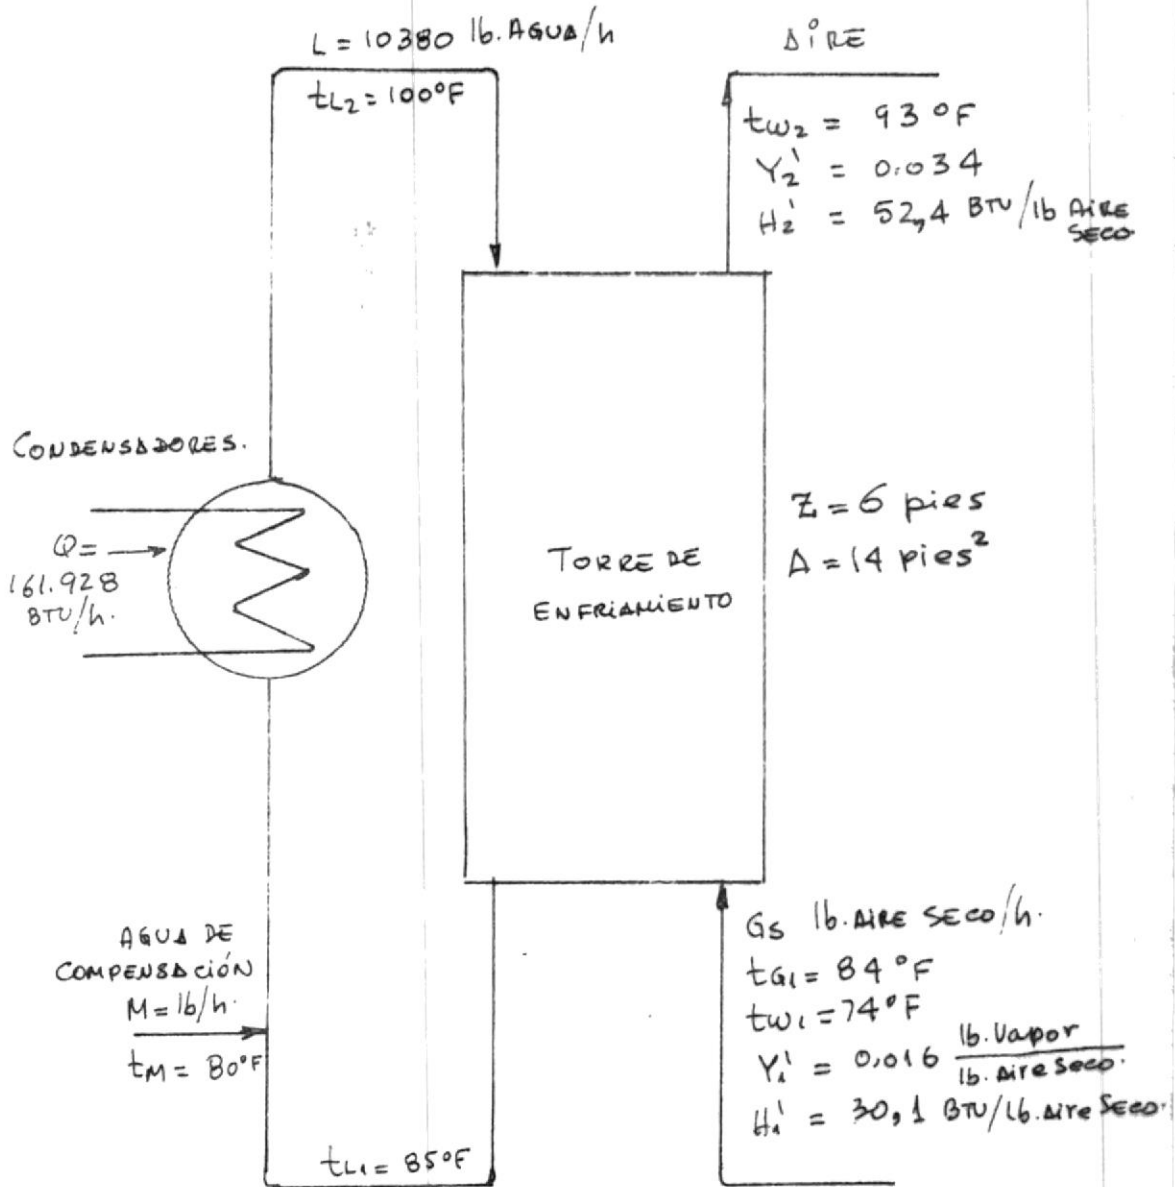 L = 10380 lb. AGUA/h
tL2 = 100°F
AIRE
tw2 = 93 °F
Y2' = 0.034
H2' = 52,4 BTU/lb AIRE
SECO
CONDENSADORES.
Q =
161.928
BTU/h.
TORRE DE
ENFRIAMIENTO
Z = 6 pies
A = 14 pies²
AGUA DE
COMPENSACIÓN
M = lb/h.
tM = 80°F
tL1 = 85°F
Gs lb. AIRE SECO/h.
tG1 = 84 °F
tw1 = 74°F
Y1' = 0,016 lb. Vapor
lb. Aire Seco.
H1' = 30,1 BTU/Lb. Aire Seco.